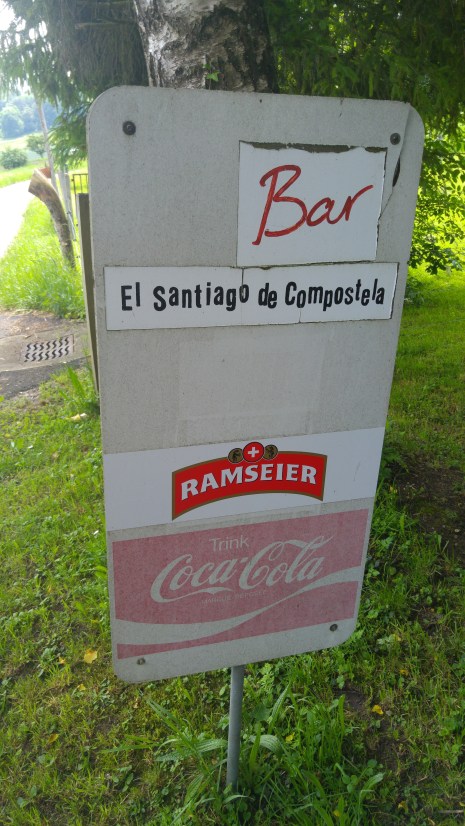 Bar
El Santiago de Compostela
RAMSEIER
Trink
Coca-Cola